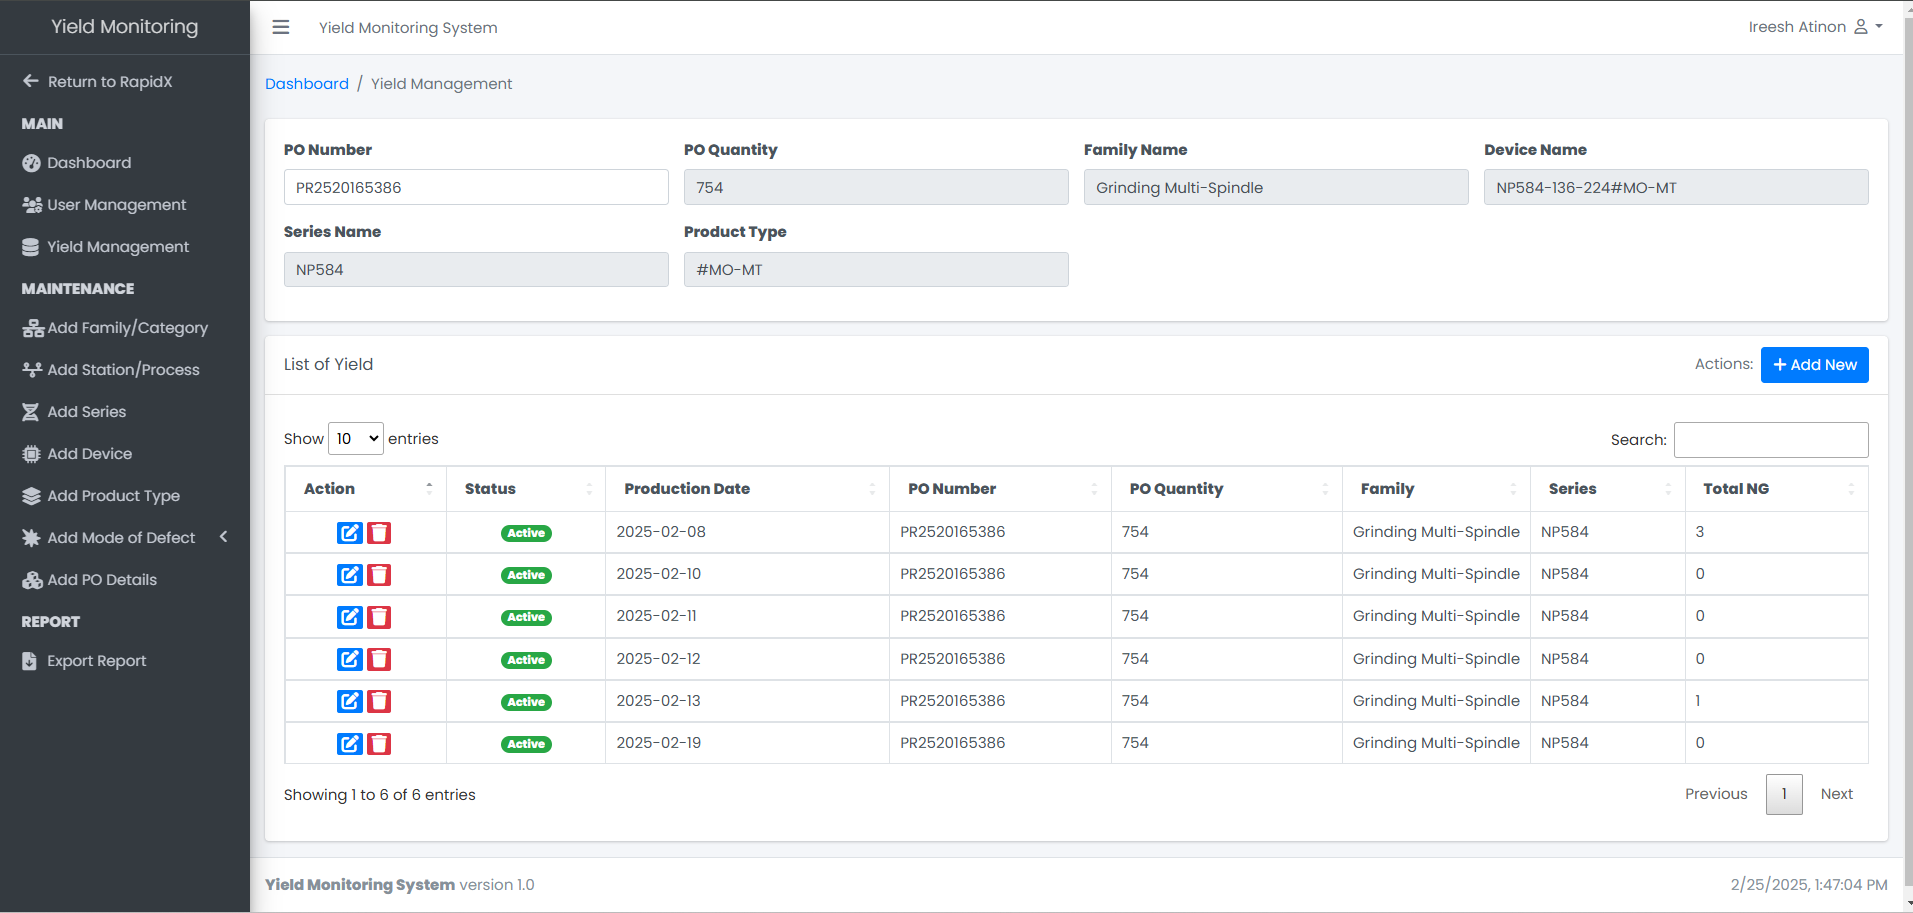 Yield Monitoring
Return to RapidX
MAIN
Dashboard
User Management
Yield Management
MAINTENANCE
Add Family/Category
Add Station/Process
Add Series
Add Device
Add Product Type
Add Mode of Defect
Add PO Details
REPORT
Export Report
Yield Monitoring System
Ireesh Atinon
Dashboard / Yield Management
PO Number PO Quantity Family Name Device Name
PR2520165386 754 Grinding Multi-Spindle NP584-136-224#MO-MT
Series Name Product Type
NP584 #MO-MT
List of Yield Actions: + Add New
Show 10 entries Search:
Action Status Production Date PO Number PO Quantity Family Series Total NG
Active 2025-02-08 PR2520165386 754 Grinding Multi-Spindle NP584 3
Active 2025-02-10 PR2520165386 754 Grinding Multi-Spindle NP584 0
Active 2025-02-11 PR2520165386 754 Grinding Multi-Spindle NP584 0
Active 2025-02-12 PR2520165386 754 Grinding Multi-Spindle NP584 0
Active 2025-02-13 PR2520165386 754 Grinding Multi-Spindle NP584 1
Active 2025-02-19 PR2520165386 754 Grinding Multi-Spindle NP584 0
Showing 1 to 6 of 6 entries Previous 1 Next
Yield Monitoring System version 1.0 2/25/2025, 1:47:04 PM